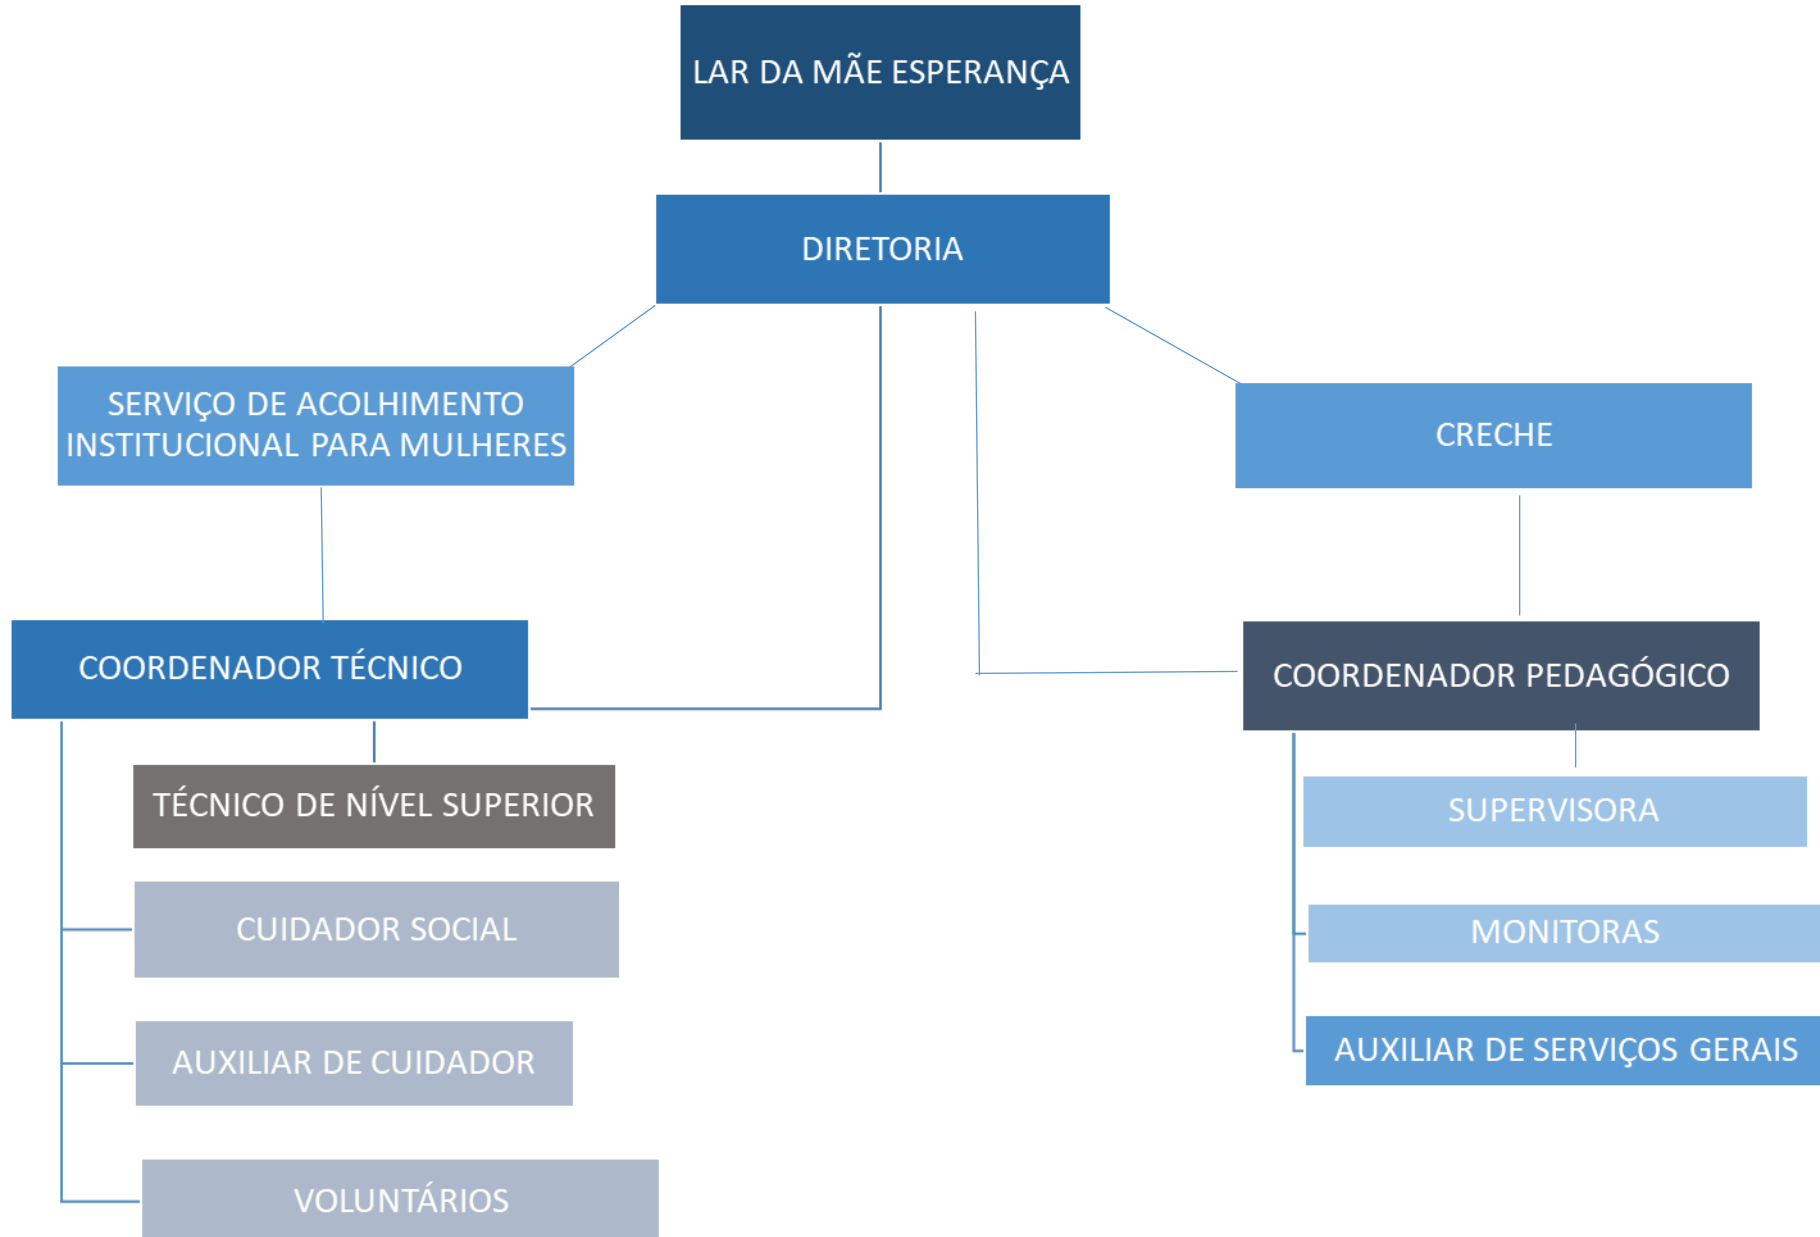 LAR DA MÃE ESPERANÇA
DIRETORIA
SERVIÇO DE ACOLHIMENTO
INSTITUCIONAL PARA MULHERES
CRECHE
COORDENADOR TÉCNICO
COORDENADOR PEDAGÓGICO
TÉCNICO DE NÍVEL SUPERIOR
SUPERVISORA
CUIDADOR SOCIAL
MONITORAS
AUXILIAR DE CUIDADOR
AUXILIAR DE SERVIÇOS GERAIS
VOLUNTÁRIOS